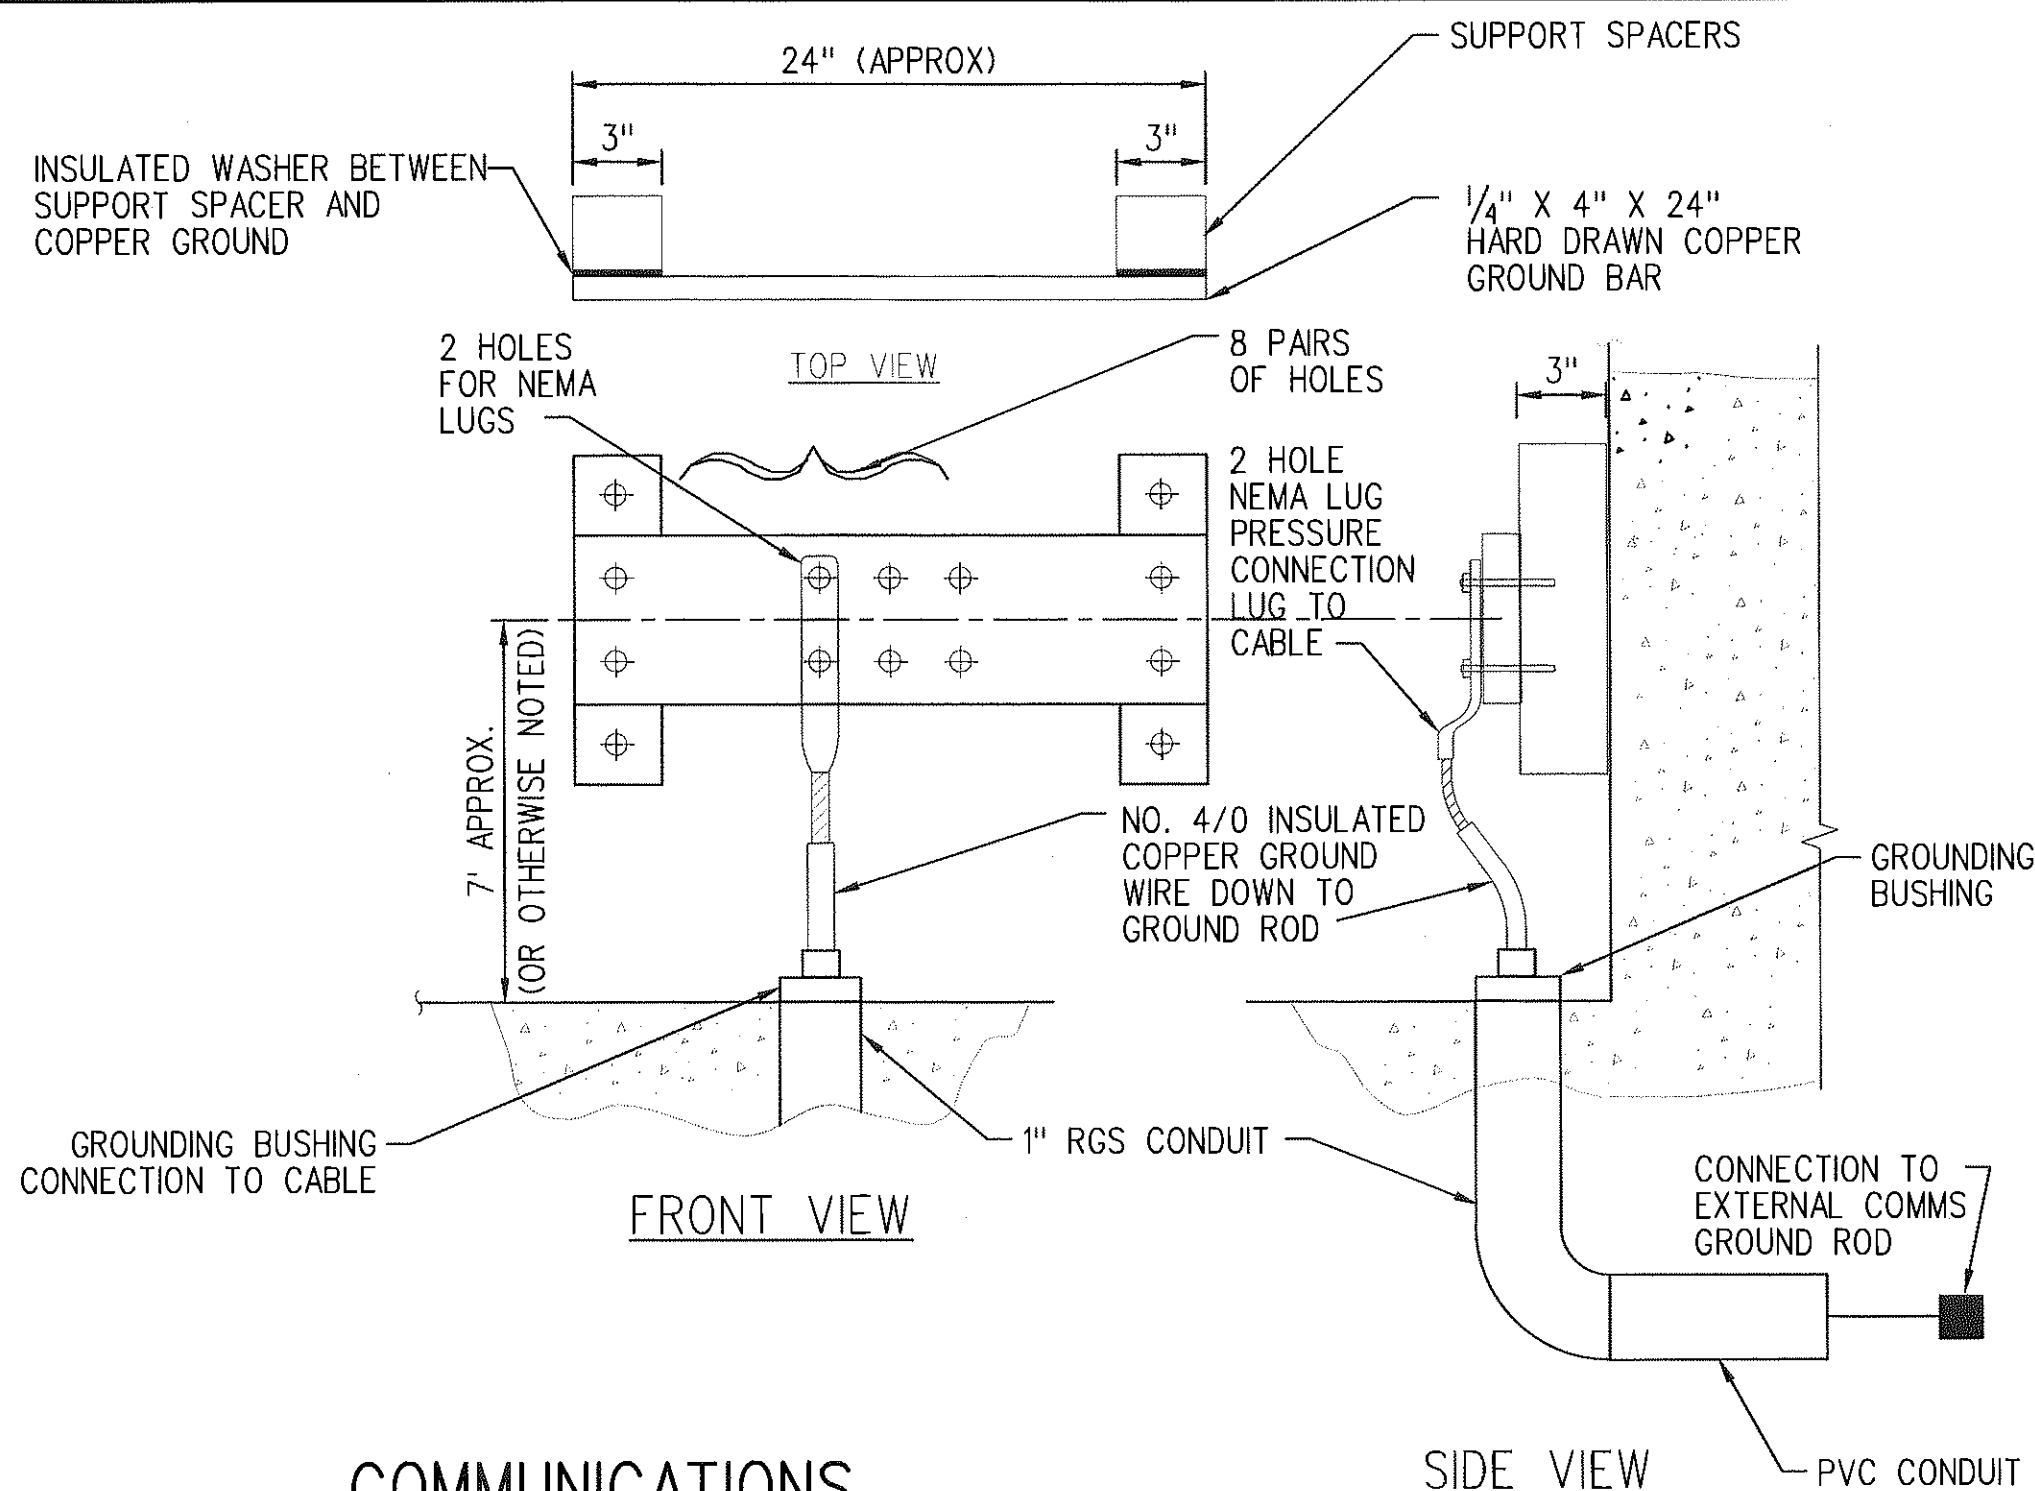 24" (APPROX)
SUPPORT SPACERS
3"
3"
INSULATED WASHER BETWEEN
SUPPORT SPACER AND
COPPER GROUND
1/4" X 4" X 24"
HARD DRAWN COPPER
GROUND BAR
2 HOLES
FOR NEMA
LUGS
TOP VIEW
8 PAIRS
OF HOLES
3"
2 HOLE
NEMA LUG
PRESSURE
CONNECTION
LUG TO
CABLE
7' APPROX.
(OR OTHERWISE NOTED)
NO. 4/0 INSULATED
COPPER GROUND
WIRE DOWN TO
GROUND ROD
GROUNDING
BUSHING
GROUNDING BUSHING
CONNECTION TO CABLE
1" RGS CONDUIT
CONNECTION TO
EXTERNAL COMMS
GROUND ROD
FRONT VIEW
SIDE VIEW
PVC CONDUIT
COMMUNICATIONS